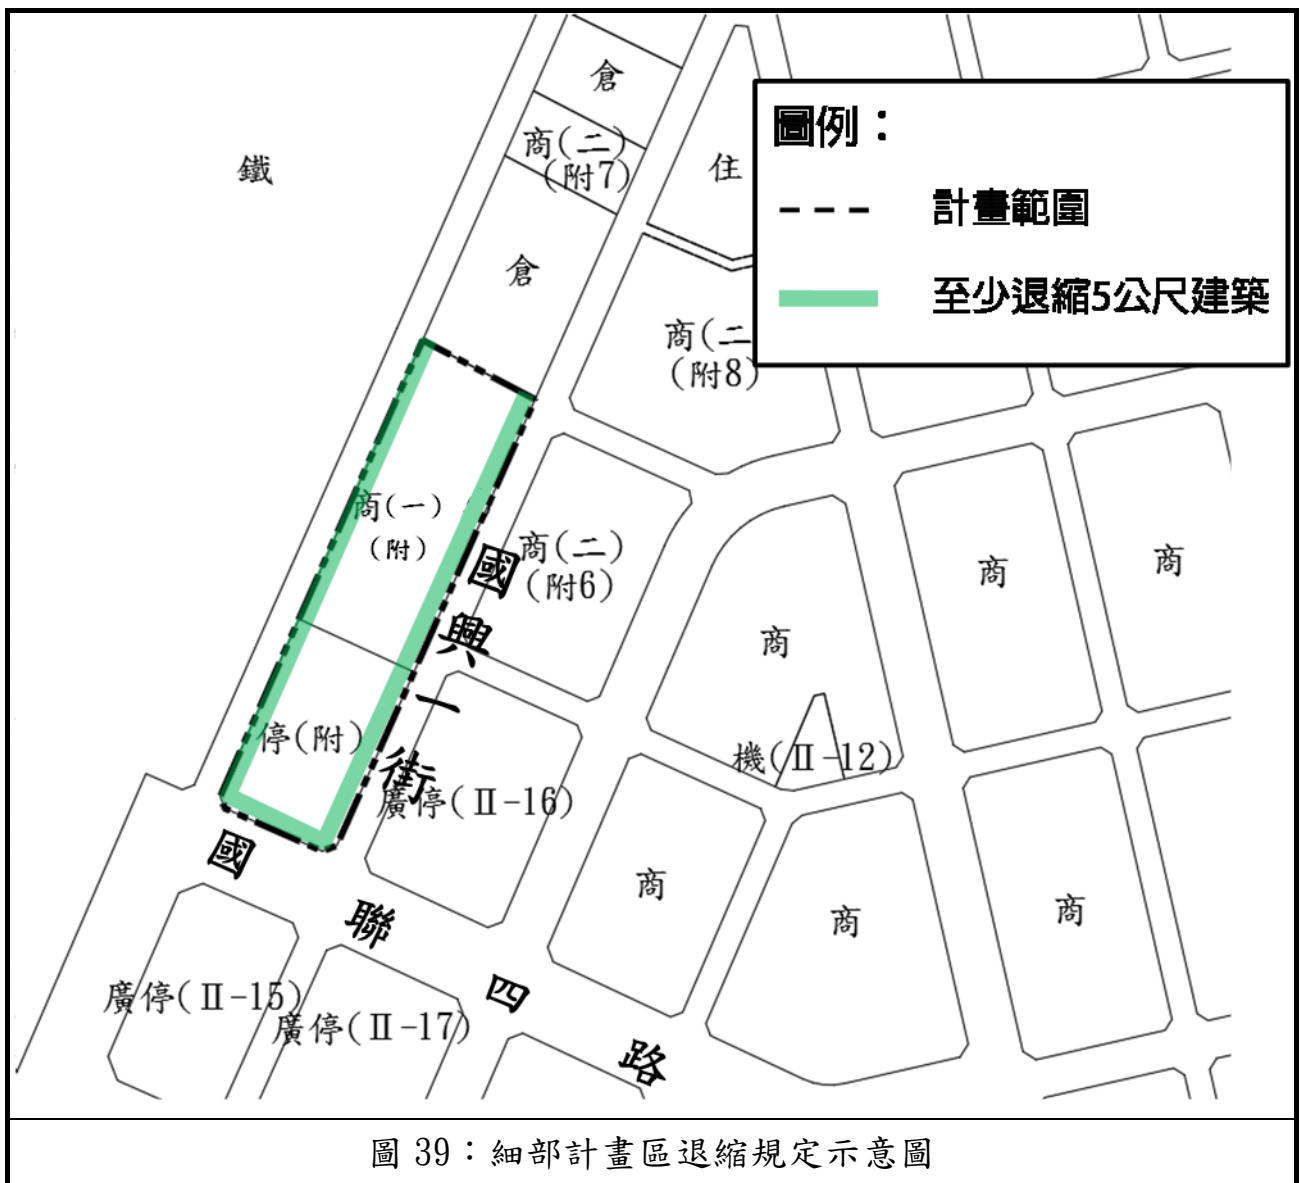 倉
商(二)
(附7)
鐵
住
圖例：
計畫範圍
至少退縮5公尺建築
倉
商(二
(附8)
商(一)
(附)
商(二)
(附6)
國興一街
商
商
商
機(Ⅱ-12)
停(附)
廣停(Ⅱ-16)
國聯四路
商
商
商
廣停(Ⅱ-15)
廣停(Ⅱ-17)
圖 39：細部計畫區退縮規定示意圖